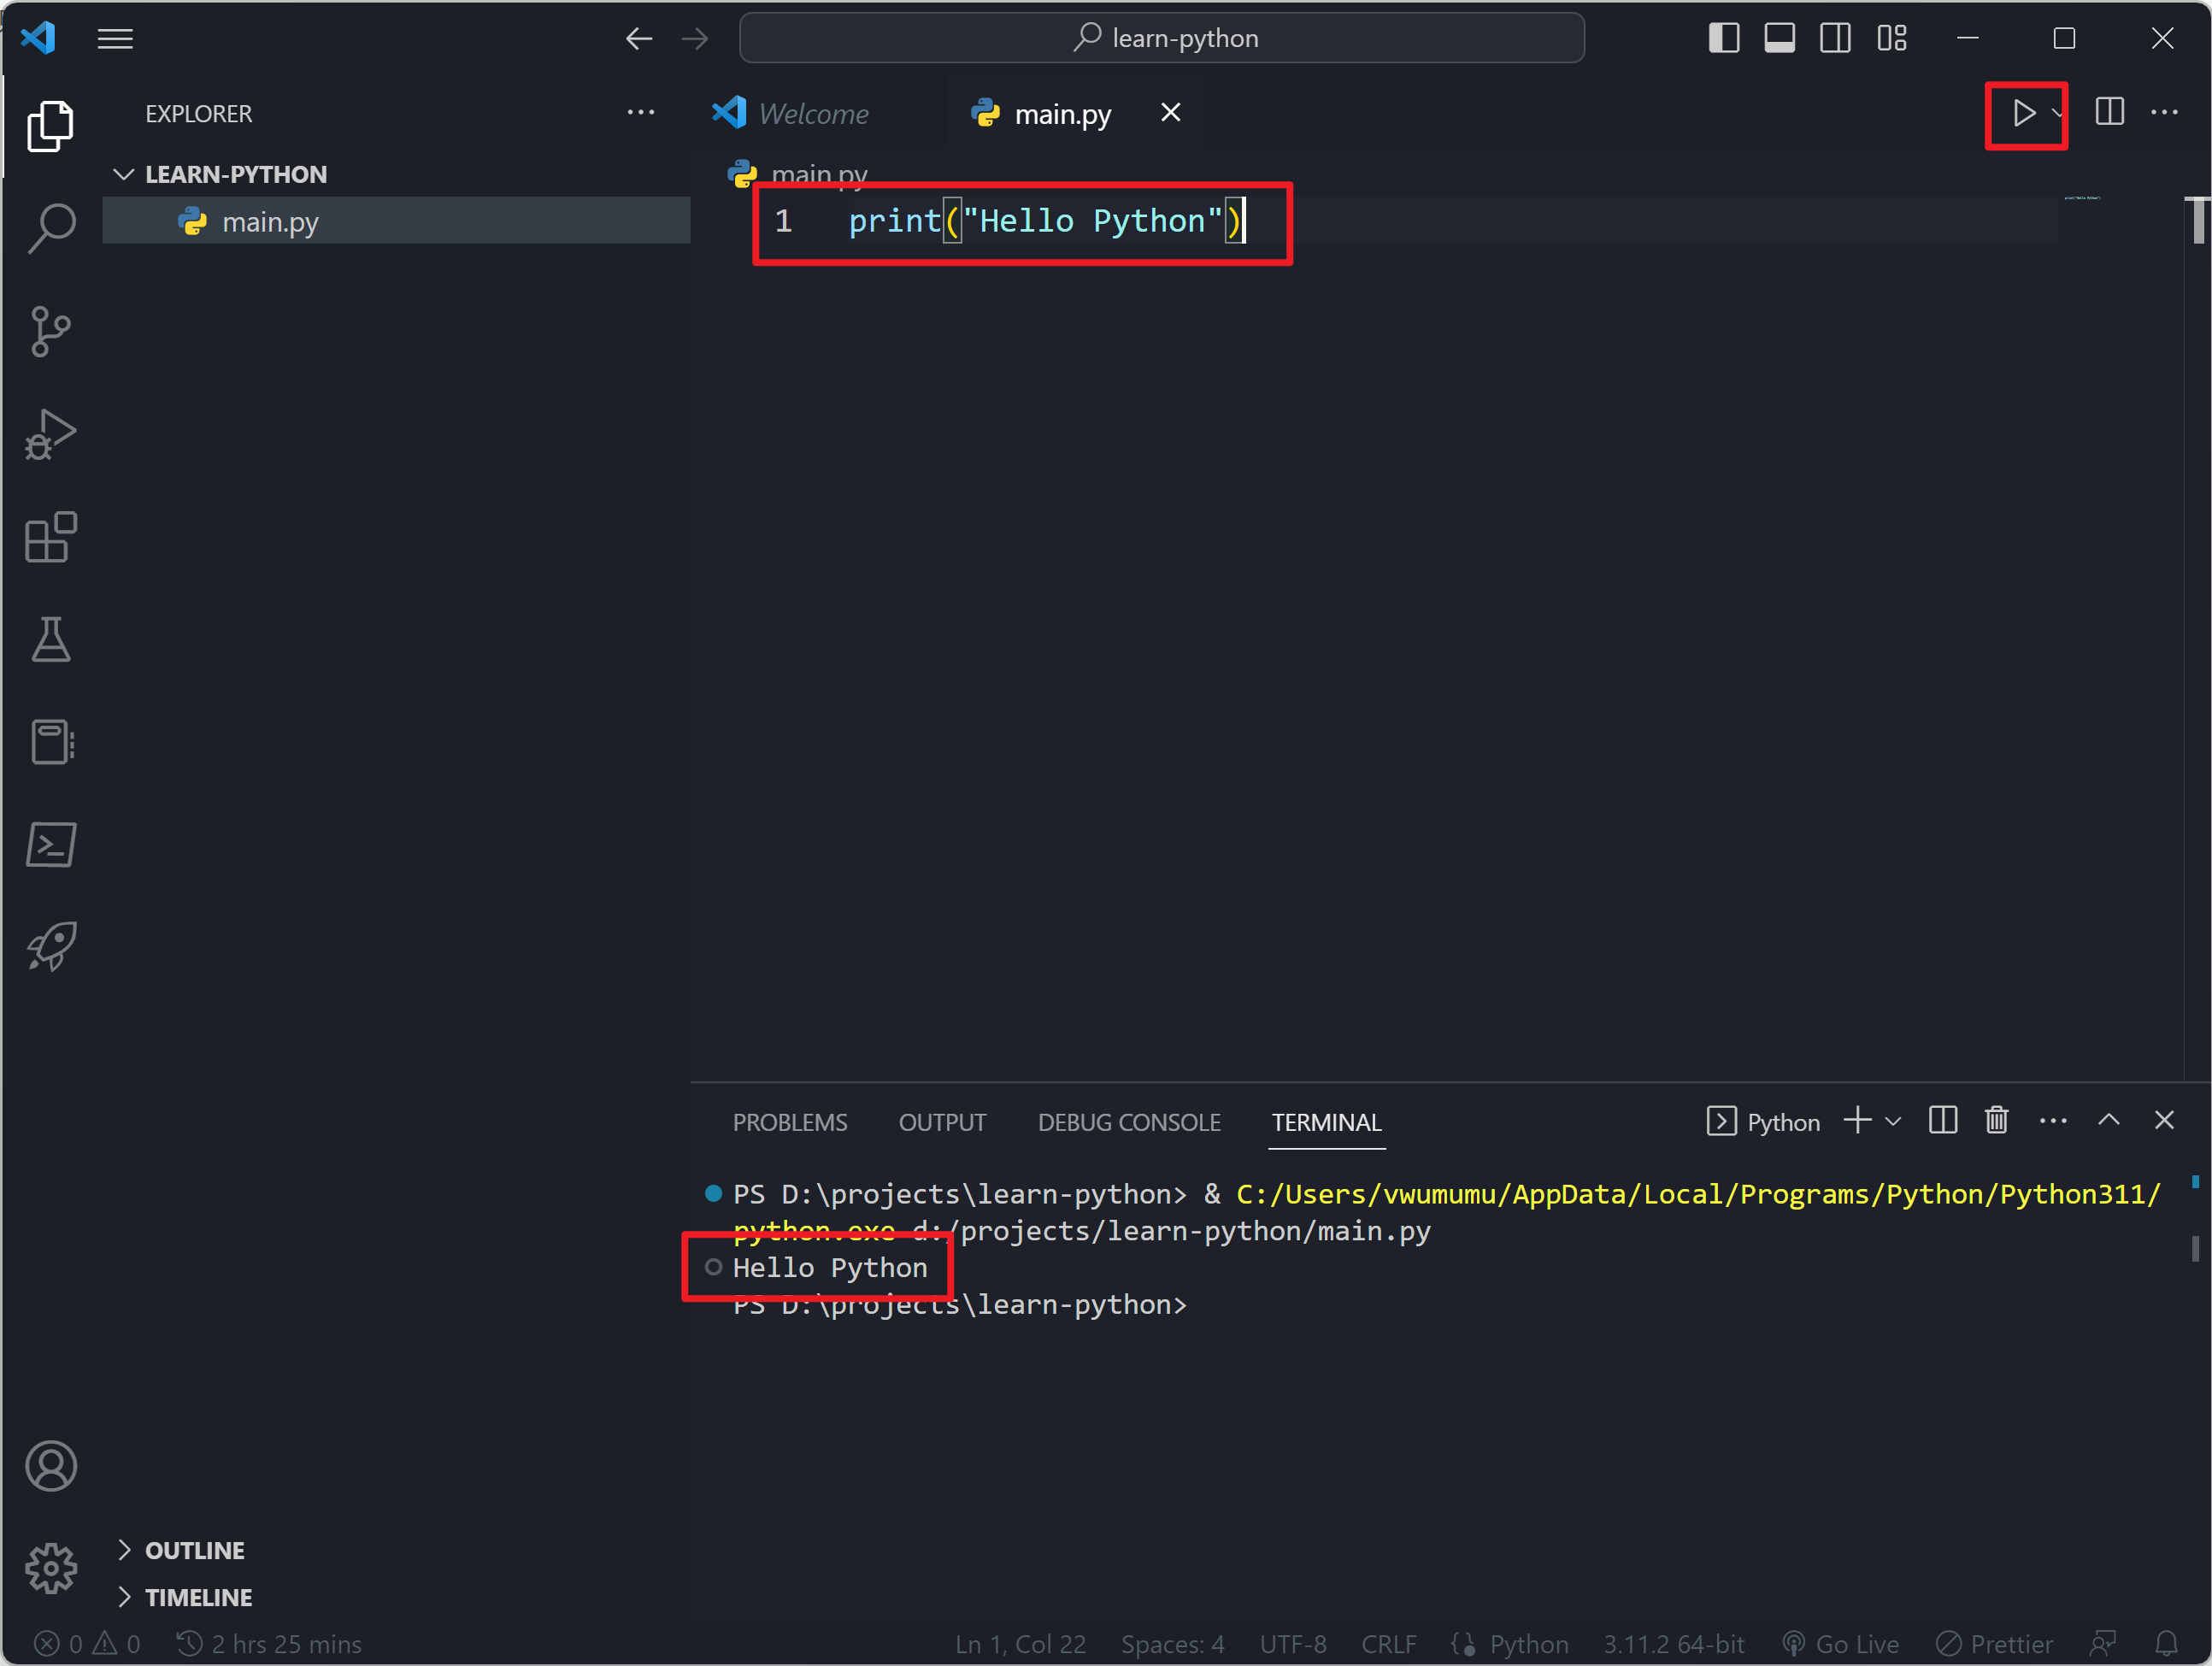 learn-python
EXPLORER
LEARN-PYTHON
main.py
Welcome
main.py
main.py
1 print("Hello Python")
PROBLEMS OUTPUT DEBUG CONSOLE TERMINAL Python
PS D:\projects\learn-python> & C:/Users/vwumumu/AppData/Local/Programs/Python/Python311/
python.exe d:/projects/learn-python/main.py
Hello Python
PS D:\projects\learn-python>
OUTLINE
TIMELINE
0 0 2 hrs 25 mins Ln 1, Col 22 Spaces: 4 UTF-8 CRLF Python 3.11.2 64-bit Go Live Prettier